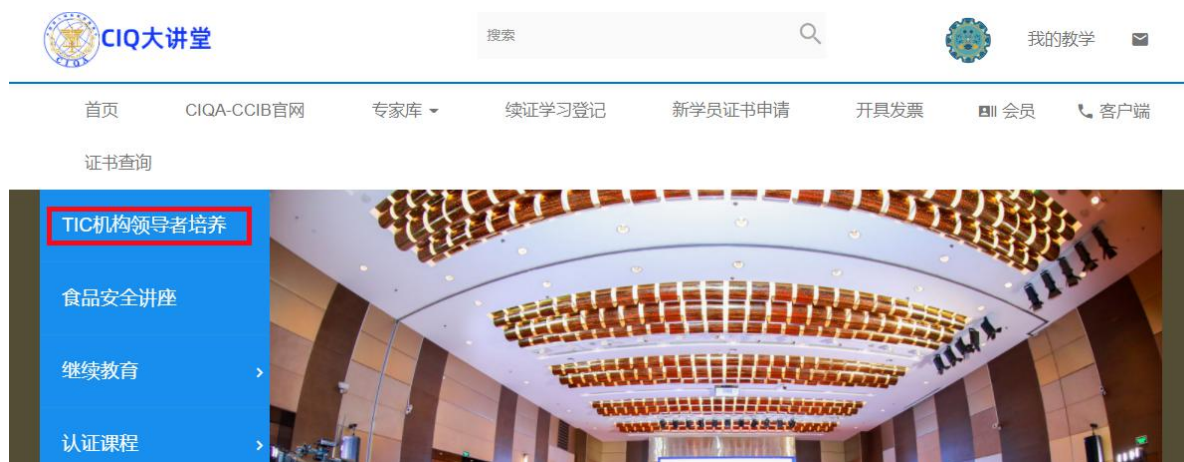 CIQ大讲堂
CIQA
搜索
我的教学
首页
CIQA-CCIB官网
专家库
续证学习登记
新学员证书申请
开具发票
会员
客户端
证书查询
TIC机构领导者培养
食品安全讲座
继续教育
认证课程